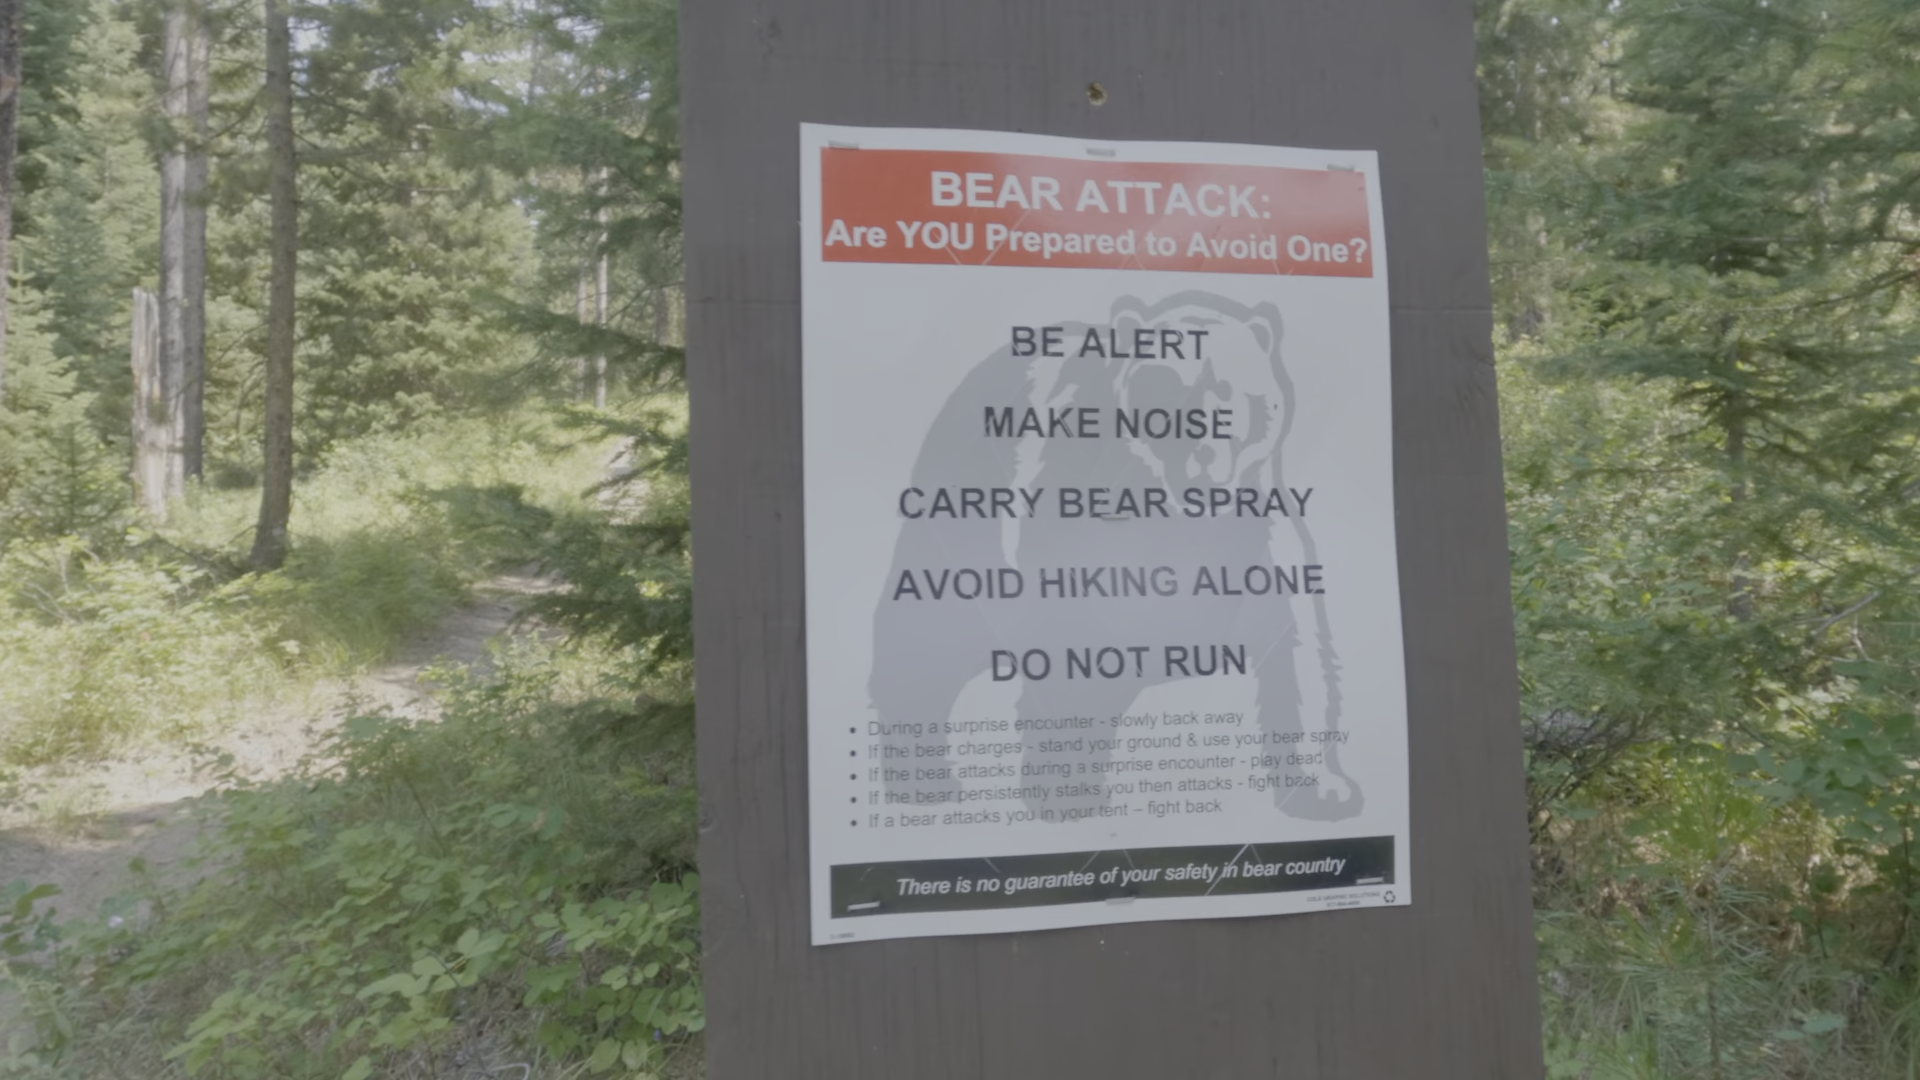 BEAR ATTACK:
Are YOU Prepared to Avoid One?
BE ALERT
MAKE NOISE
CARRY BEAR SPRAY
AVOID HIKING ALONE
DO NOT RUN
• During a surprise encounter - slowly back away
• If the bear charges - stand your ground & use your bear spray
• If the bear attacks during a surprise encounter - play dead
• If the bear persistently stalks you then attacks - fight back
• If a bear attacks you in your tent – fight back
There is no guarantee of your safety in bear country